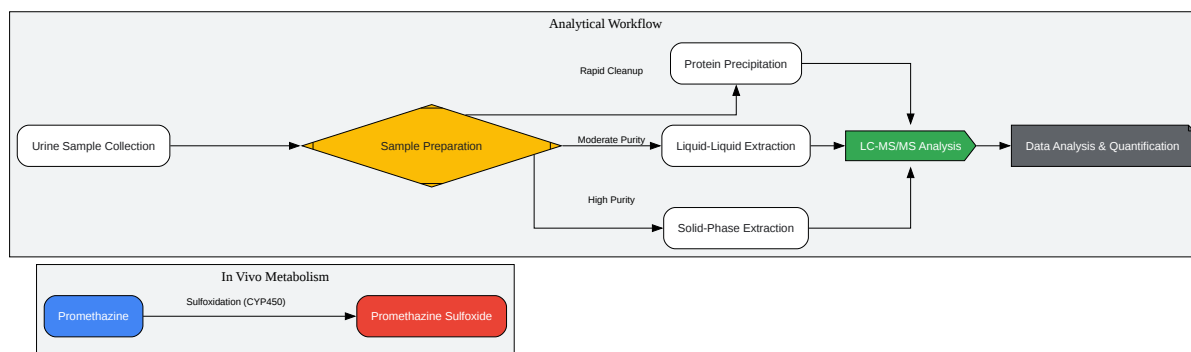 Analytical Workflow
Rapid Cleanup
Protein Precipitation
Urine Sample Collection
Sample Preparation
Moderate Purity
Liquid-Liquid Extraction
LC-MS/MS Analysis
Data Analysis & Quantification
High Purity
Solid-Phase Extraction
In Vivo Metabolism
Promethazine
Sulfoxidation (CYP450)
Promethazine Sulfoxide